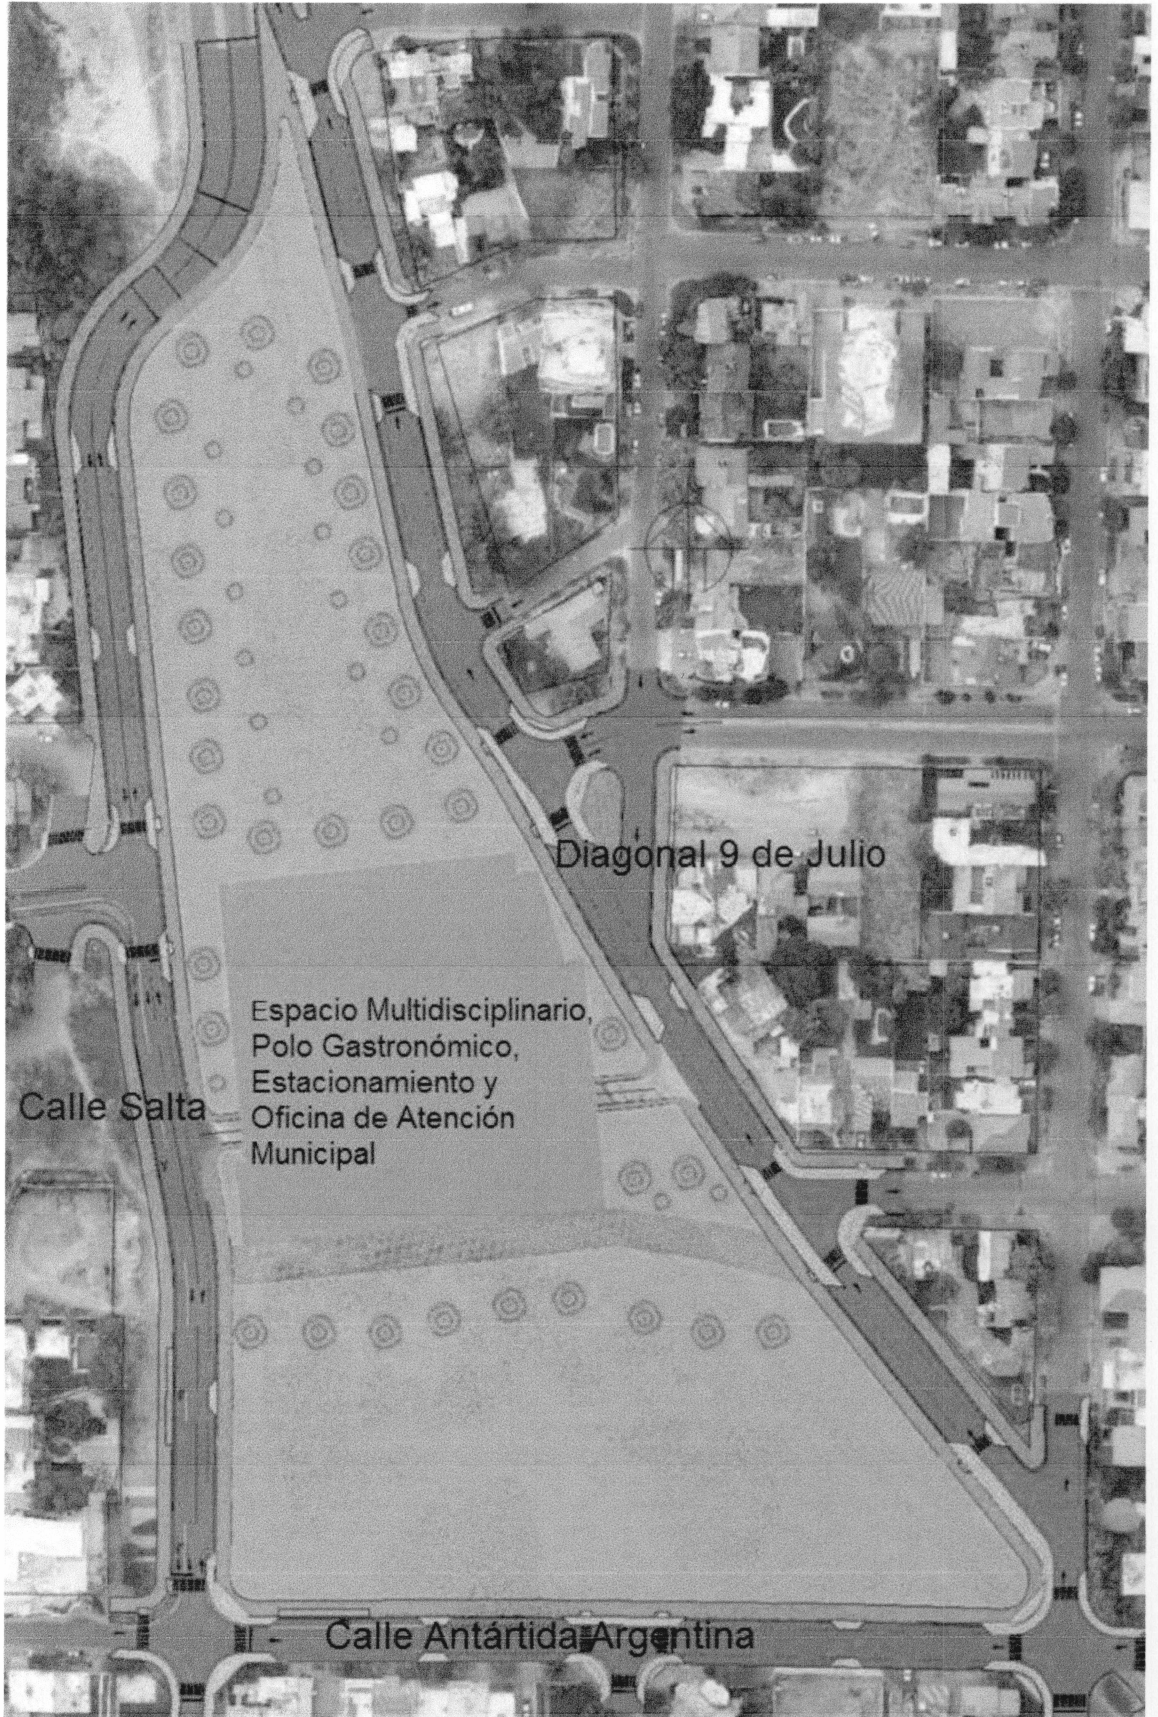 Diagonal 9 de Julio
Espacio Multidisciplinario,
Polo Gastronómico,
Estacionamiento y
Oficina de Atención
Municipal
Calle Salta
Calle Antártida Argentina